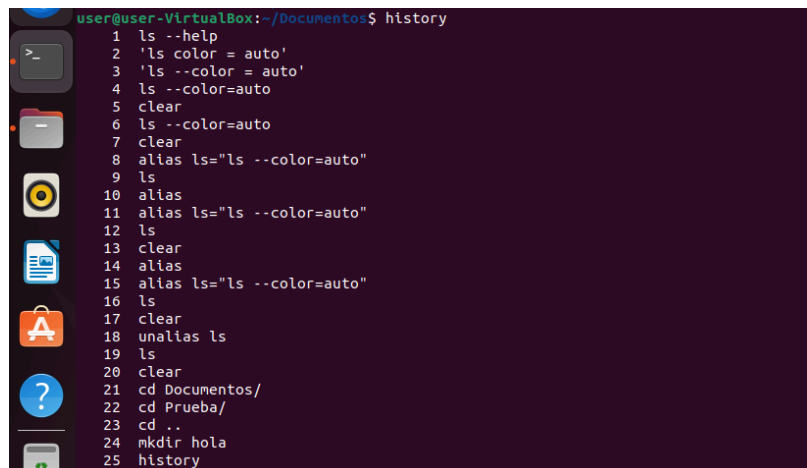 user@user-VirtualBox:~/Documentos$ history
1 ls --help
2 'ls color = auto'
3 'ls --color = auto'
4 ls --color=auto
5 clear
6 ls --color=auto
7 clear
8 alias ls="ls --color=auto"
9 ls
10 alias
11 alias ls="ls --color=auto"
12 ls
13 clear
14 alias
15 alias ls="ls --color=auto"
16 ls
17 clear
18 unalias ls
19 ls
20 clear
21 cd Documentos/
22 cd Prueba/
23 cd ..
24 mkdir hola
25 history